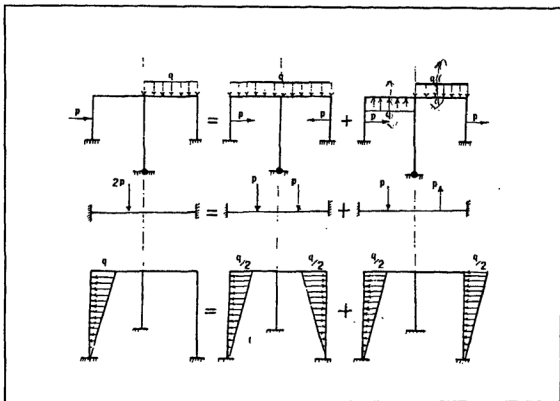 q q q
P = P P + P q P
2P P P P P
= +
q q/2 q/2 q/2 q/2
= +